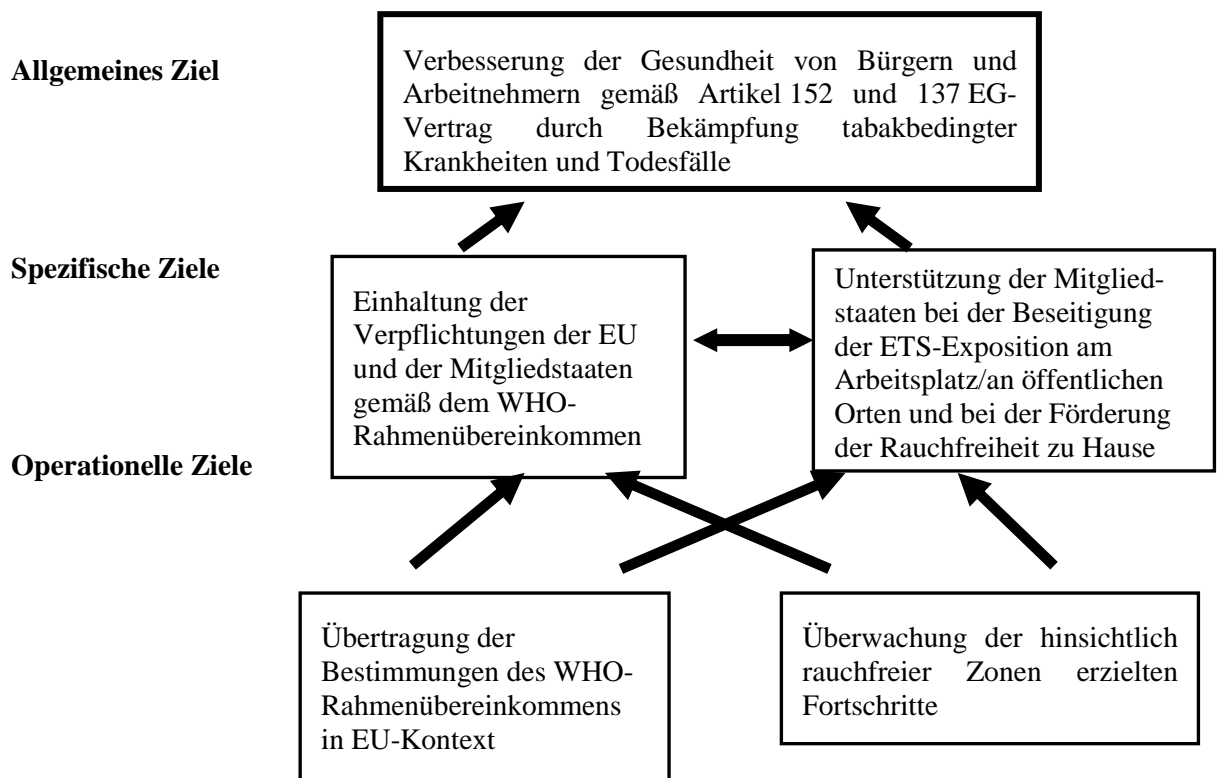 Allgemeines Ziel
Verbesserung der Gesundheit von Bürgern und
Arbeitnehmern gemäß Artikel 152 und 137 EG-
Vertrag durch Bekämpfung tabakbedingter
Krankheiten und Todesfälle
Spezifische Ziele
Einhaltung der
Verpflichtungen der EU
und der Mitgliedstaaten
gemäß dem WHO-
Rahmenübereinkommen
Unterstützung der Mitglied-
staaten bei der Beseitigung
der ETS-Exposition am
Arbeitsplatz/an öffentlichen
Orten und bei der Förderung
der Rauchfreiheit zu Hause
Operationelle Ziele
Übertragung der
Bestimmungen des WHO-
Rahmenübereinkommens
in EU-Kontext
Überwachung der hinsichtlich
rauchfreier Zonen erzielten
Fortschritte